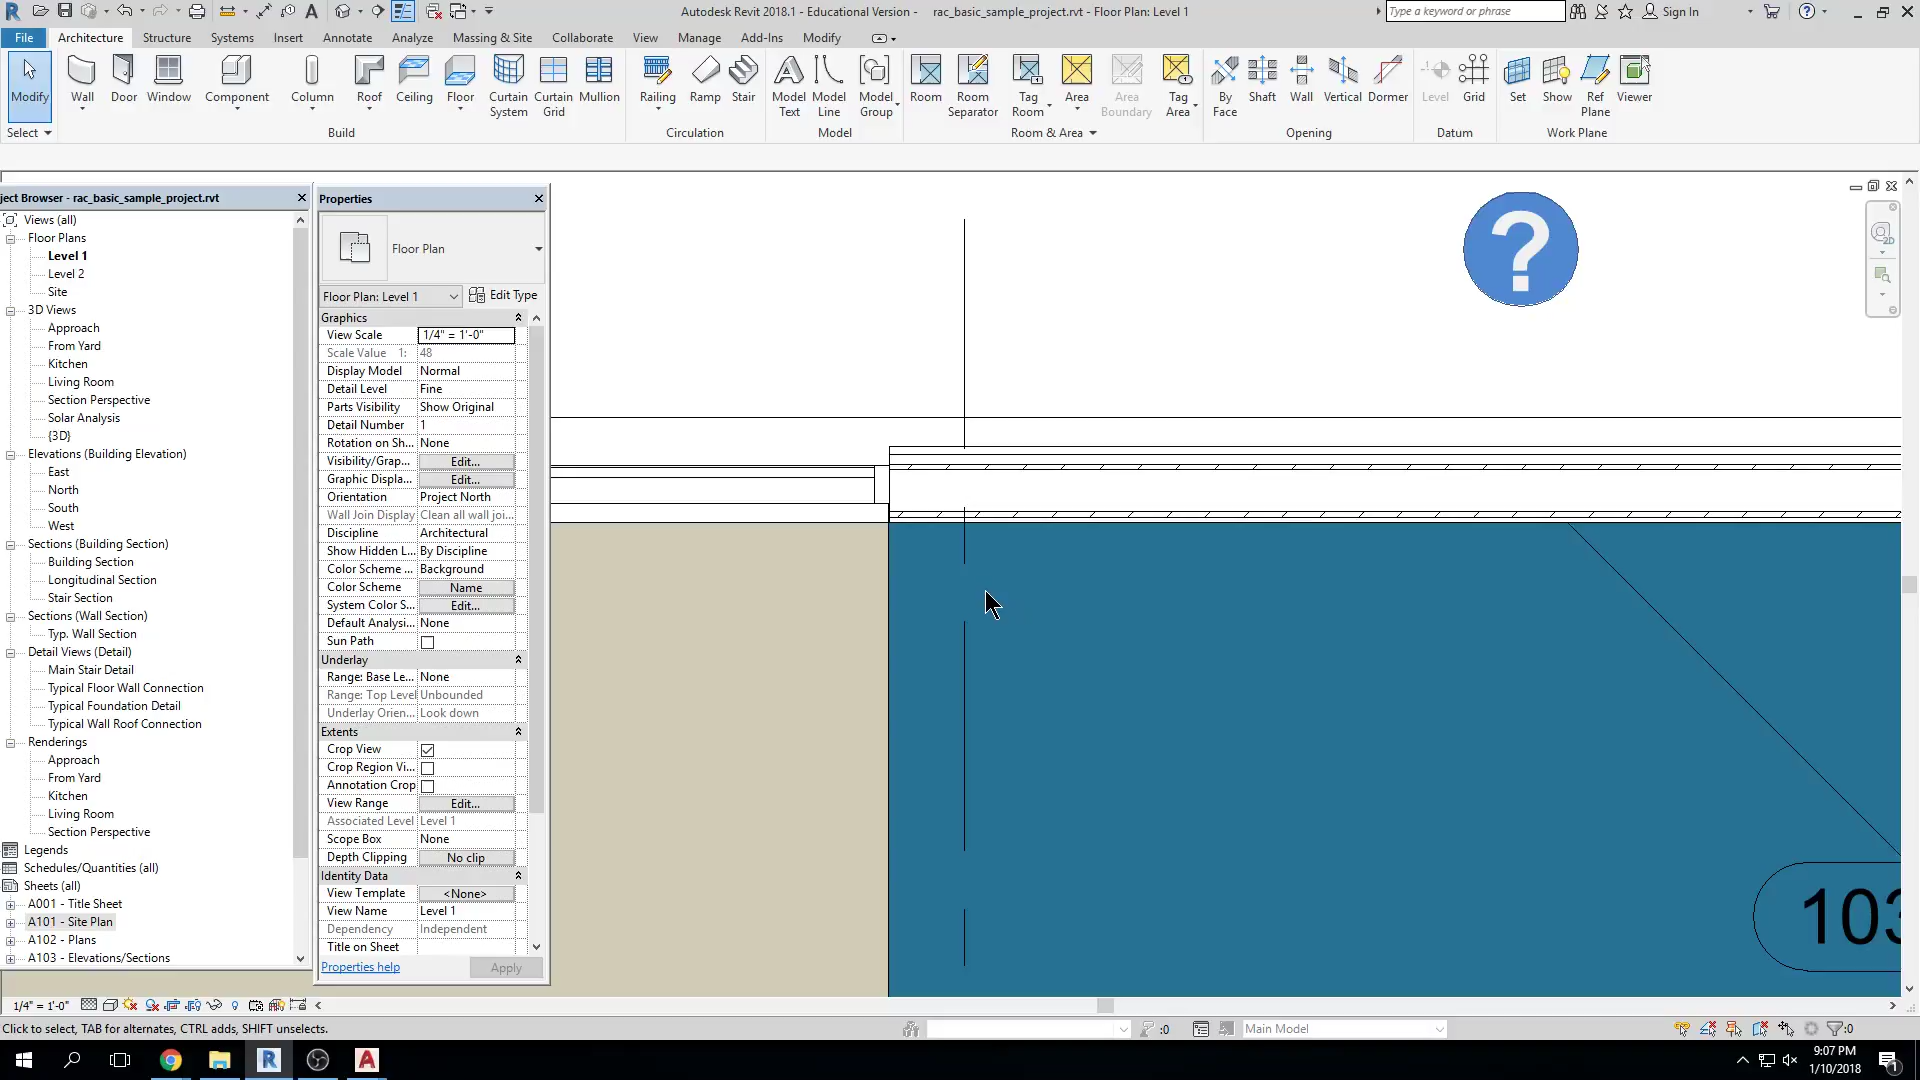 Autodesk Revit 2018.1 - Educational Version - rac_basic_sample_project.rvt - Floor Plan: Level 1
Type a keyword or phrase
Sign In
File Architecture Structure Systems Insert Annotate Analyze Massing & Site Collaborate View Manage Add-Ins Modify
Modify Wall Door Window Component Column Roof Ceiling Floor Curtain System Curtain Grid Mullion Railing Ramp Stair Model Text Model Line Model Group Room Room Separator Tag Room Area Area Boundary Tag Area By Face Shaft Wall Vertical Dormer Level Grid Set Show Ref Plane Viewer
Select Build Circulation Model Room & Area Opening Datum Work Plane
ject Browser - rac_basic_sample_project.rvt
Views (all)
Floor Plans
Level 1
Level 2
Site
3D Views
Approach
From Yard
Kitchen
Living Room
Section Perspective
Solar Analysis
{3D}
Elevations (Building Elevation)
East
North
South
West
Sections (Building Section)
Building Section
Longitudinal Section
Stair Section
Sections (Wall Section)
Typ. Wall Section
Detail Views (Detail)
Main Stair Detail
Typical Floor Wall Connection
Typical Foundation Detail
Typical Wall Roof Connection
Renderings
Approach
From Yard
Kitchen
Living Room
Section Perspective
Legends
Schedules/Quantities (all)
Sheets (all)
A001 - Title Sheet
A101 - Site Plan
A102 - Plans
A103 - Elevations/Sections
Properties
Floor Plan
Floor Plan: Level 1 Edit Type
Graphics
View Scale 1/4" = 1'-0"
Scale Value 1: 48
Display Model Normal
Detail Level Fine
Parts Visibility Show Original
Detail Number 1
Rotation on Sh... None
Visibility/Grap... Edit...
Graphic Displa... Edit...
Orientation Project North
Wall Join Display Clean all wall joi...
Discipline Architectural
Show Hidden L... By Discipline
Color Scheme ... Background
Color Scheme Name
System Color S... Edit...
Default Analysi... None
Sun Path
Underlay
Range: Base Le... None
Range: Top Level Unbounded
Underlay Orien... Look down
Extents
Crop View
Crop Region Vi...
Annotation Crop
View Range Edit...
Associated Level Level 1
Scope Box None
Depth Clipping No clip
Identity Data
View Template <None>
View Name Level 1
Dependency Independent
Title on Sheet
Properties help Apply
?
2D
103
1/4" = 1'-0"
Click to select, TAB for alternates, CTRL adds, SHIFT unselects.
:0
Main Model
:0
9:07 PM
1/10/2018
1